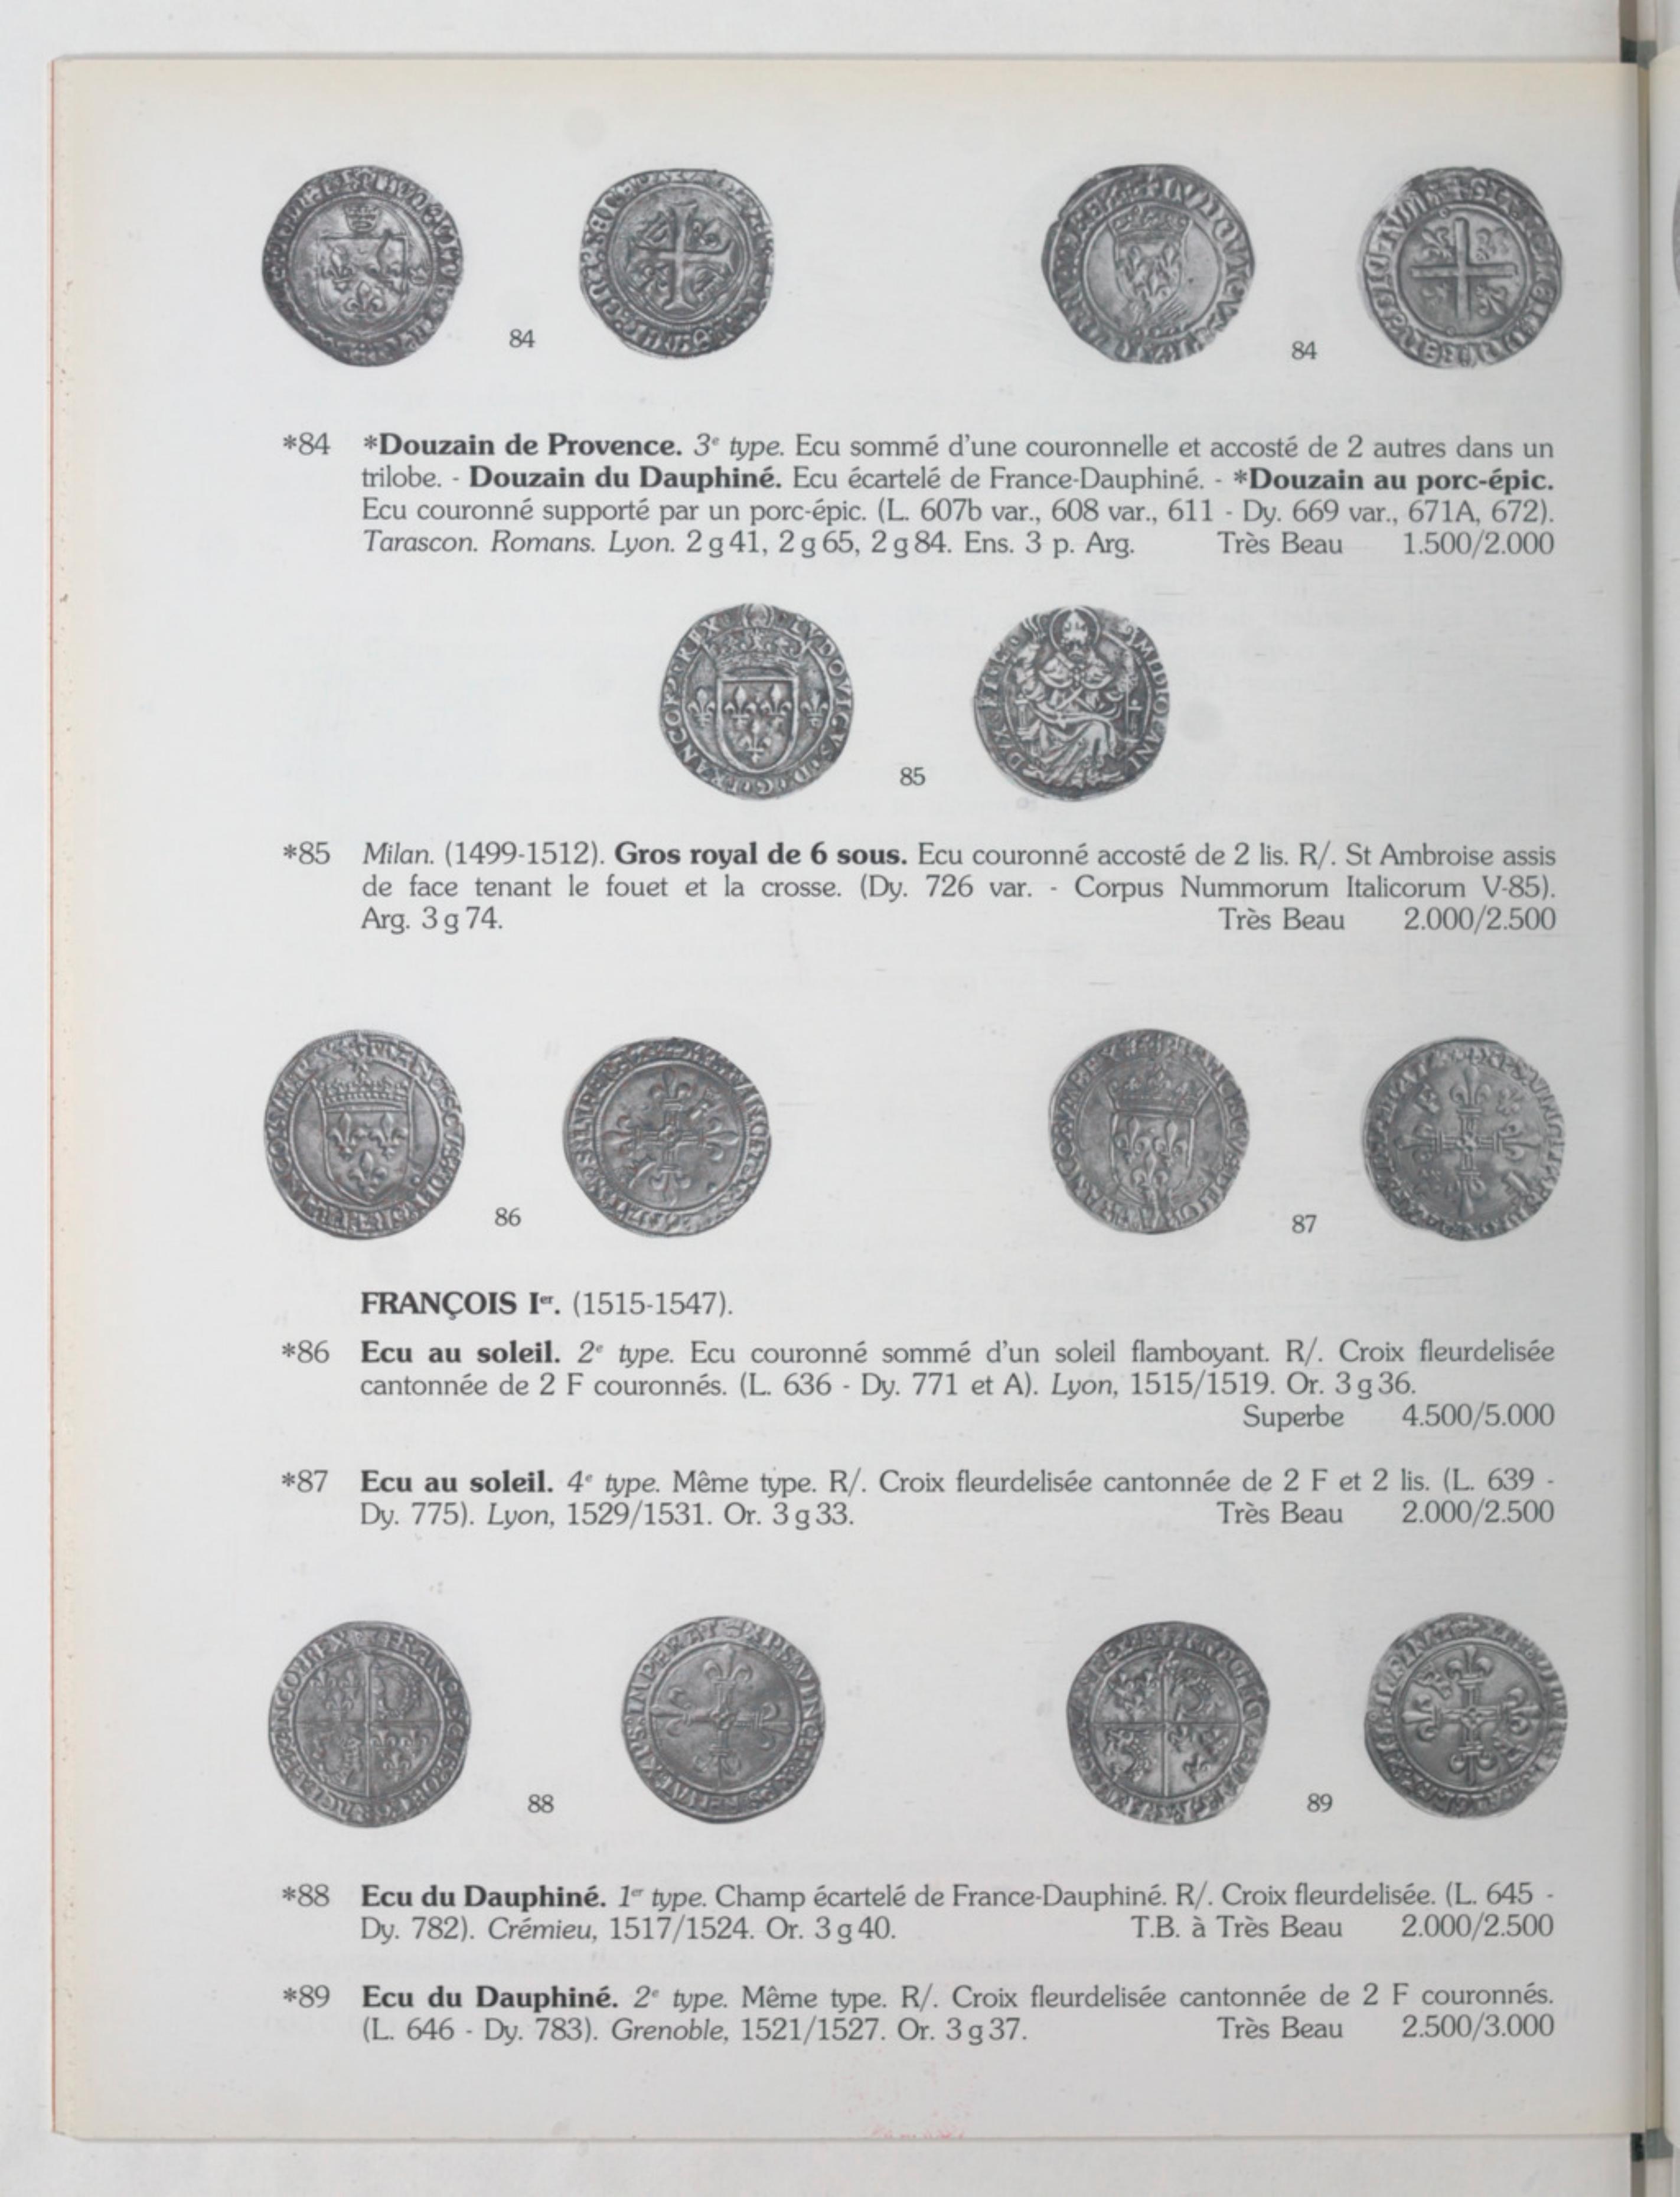 84
84
*84 *Douzain de Provence. 3e type. Ecu sommé d'une couronnelle et accosté de 2 autres dans un
trilobe. - Douzain du Dauphiné. Ecu écartelé de France-Dauphiné. - *Douzain au porc-épic.
Ecu couronné supporté par un porc-épic. (L. 607b var., 608 var., 611 - Dy. 669 var., 671A, 672).
Tarascon. Romans. Lyon. 2 g 41, 2 g 65, 2 g 84. Ens. 3 p. Arg. Très Beau 1.500/2.000
85
*85 Milan. (1499-1512). Gros royal de 6 sous. Ecu couronné accosté de 2 lis. R/. St Ambroise assis
de face tenant le fouet et la crosse. (Dy. 726 var. - Corpus Nummorum Italicorum V-85).
Arg. 3 g 74. Très Beau 2.000/2.500
86
87
FRANÇOIS Ier. (1515-1547).
*86 Ecu au soleil. 2e type. Ecu couronné sommé d'un soleil flamboyant. R/. Croix fleurdelisée
cantonnée de 2 F couronnés. (L. 636 - Dy. 771 et A). Lyon, 1515/1519. Or. 3 g 36.
Superbe 4.500/5.000
*87 Ecu au soleil. 4e type. Même type. R/. Croix fleurdelisée cantonnée de 2 F et 2 lis. (L. 639 -
Dy. 775). Lyon, 1529/1531. Or. 3 g 33. Très Beau 2.000/2.500
88
89
*88 Ecu du Dauphiné. 1er type. Champ écartelé de France-Dauphiné. R/. Croix fleurdelisée. (L. 645 -
Dy. 782). Crémieu, 1517/1524. Or. 3 g 40. T.B. à Très Beau 2.000/2.500
*89 Ecu du Dauphiné. 2e type. Même type. R/. Croix fleurdelisée cantonnée de 2 F couronnés.
(L. 646 - Dy. 783). Grenoble, 1521/1527. Or. 3 g 37. Très Beau 2.500/3.000